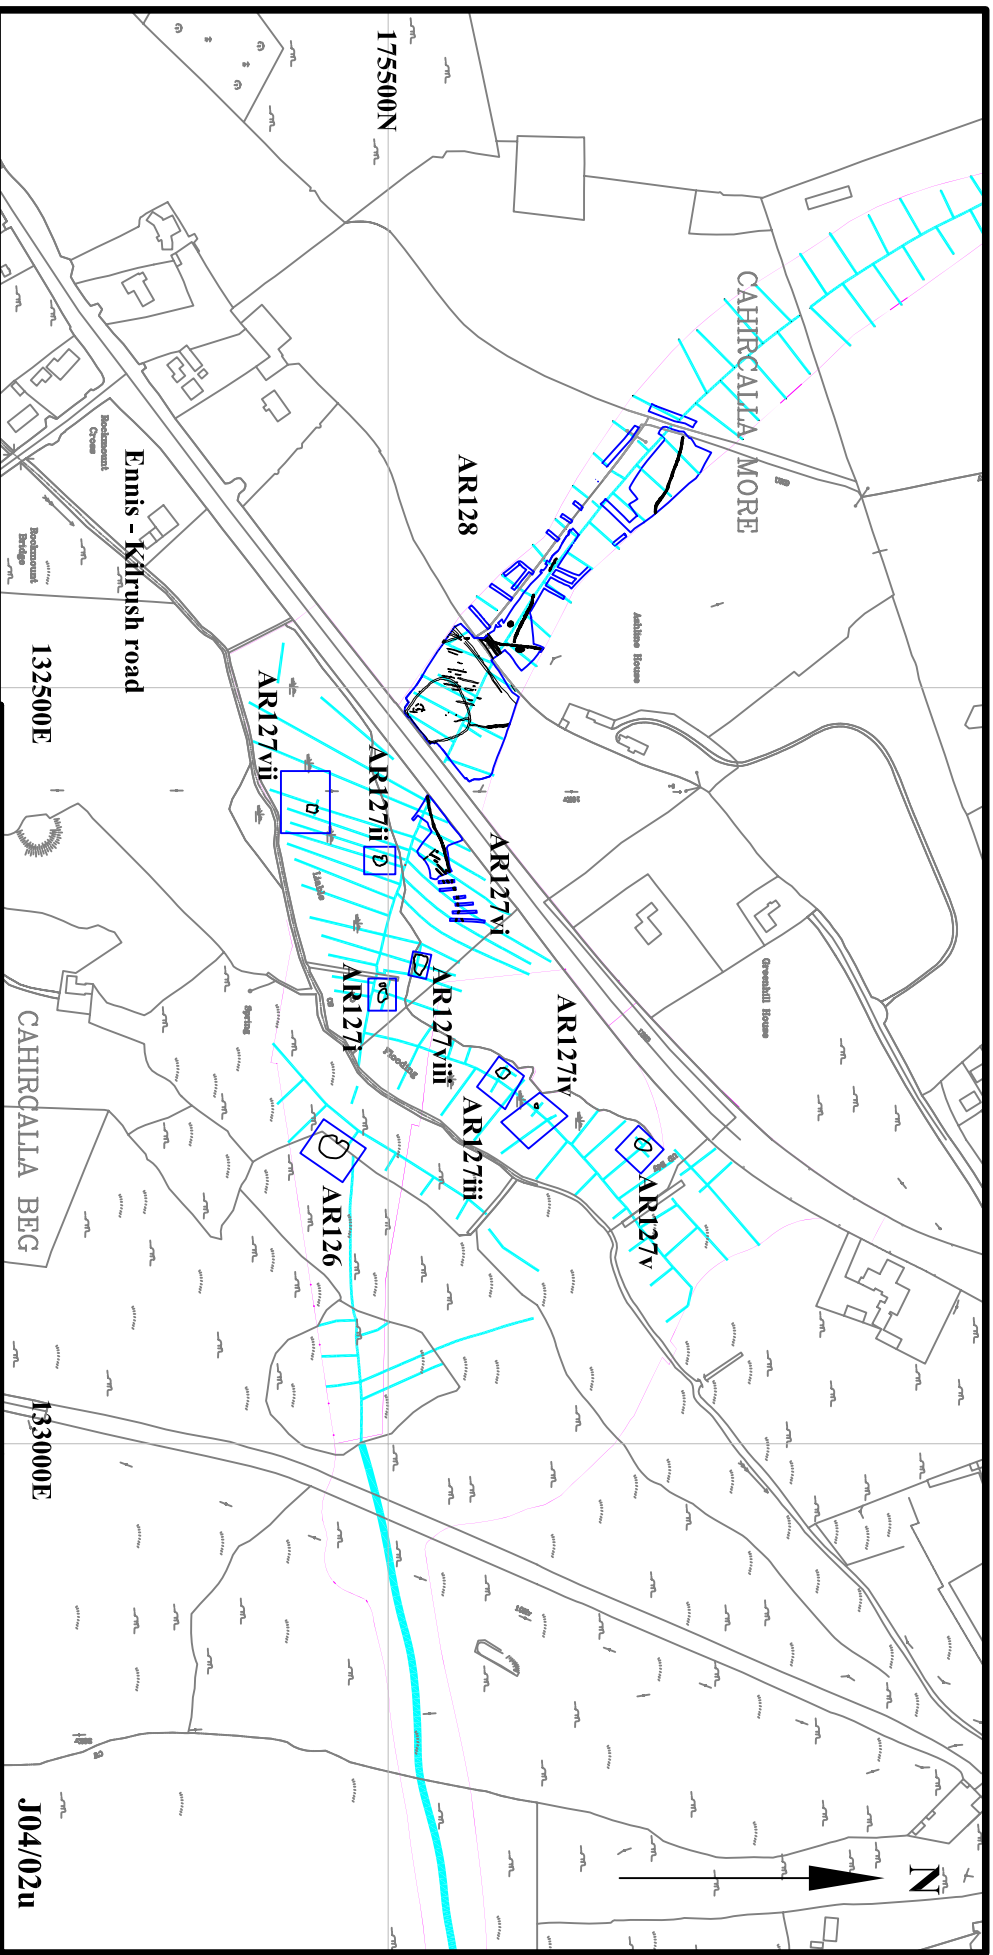 175500N
CAHIRCALLA MORE
AR128
Ashline House
Rockmount
Cross
Rockmount
Bridge
Ennis - Kilrush road
132500E
AR127vii
AR127ii
AR127vi
Liable
Greenhill House
AR127i
AR127viii
AR127iv
Flooding
Spring
AR127iii
AR127v
AR126
CAHIRCALLA BEG
133000E
N
J04/02u